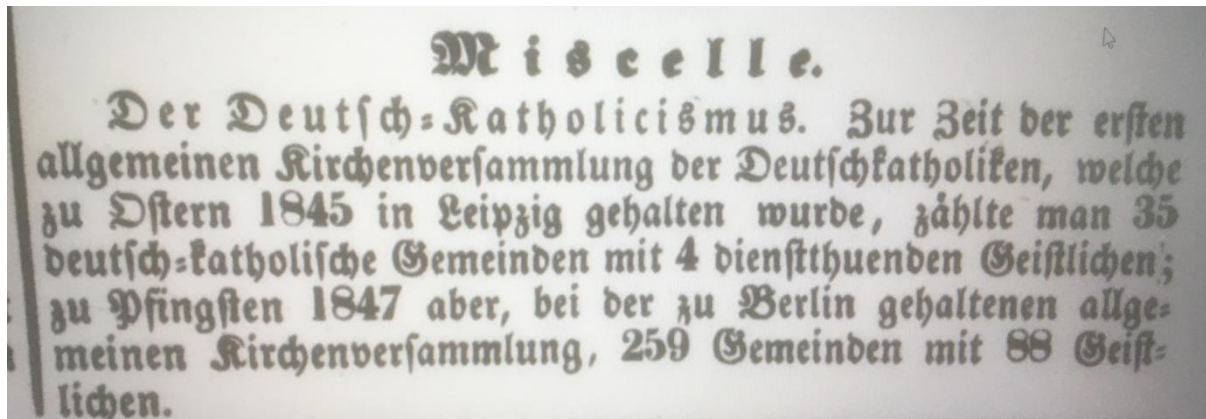 Miscelle.
Der Deutsch-Katholicismus. Zur Zeit der ersten
allgemeinen Kirchenversammlung der Deutschkatholiken, welche
zu Ostern 1845 in Leipzig gehalten wurde, zählte man 35
deutsch-katholische Gemeinden mit 4 diensttuenden Geistlichen;
zu Pfingsten 1847 aber, bei der zu Berlin gehaltenen allge-
meinen Kirchenversammlung, 259 Gemeinden mit 88 Geist-
lichen.